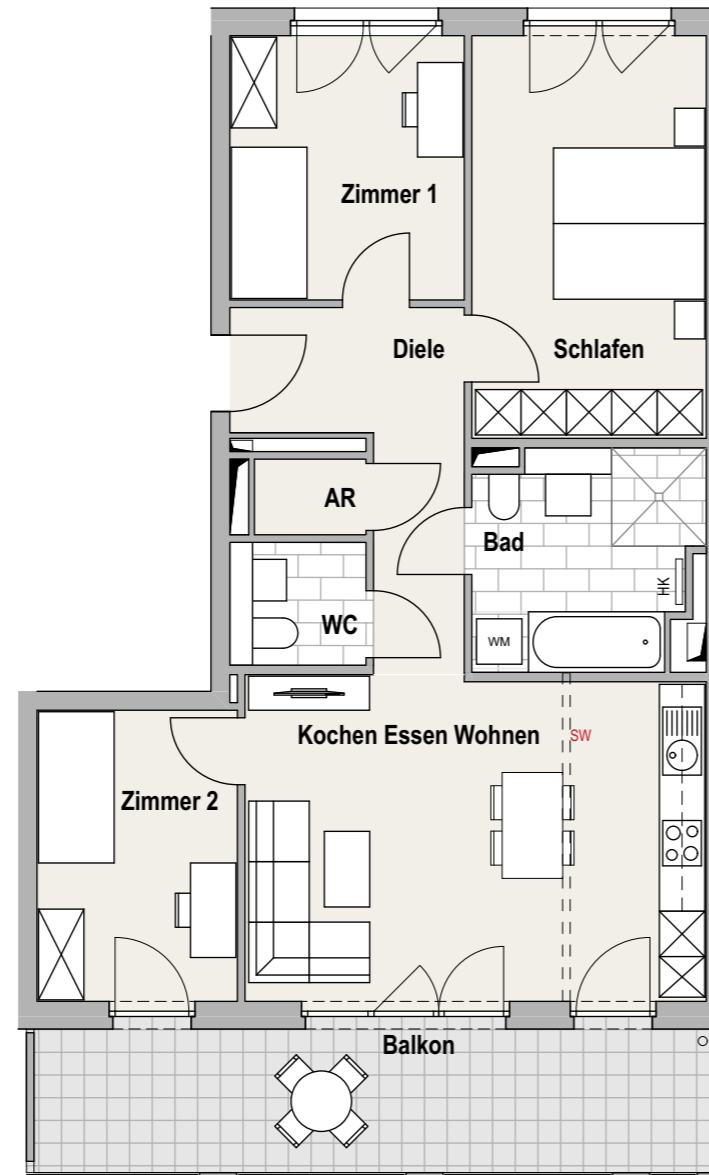 Zimmer 1
Diele
Schlafen
AR
Bad
HK
WC
WM
Kochen Essen Wohnen
SW
Zimmer 2
Balkon